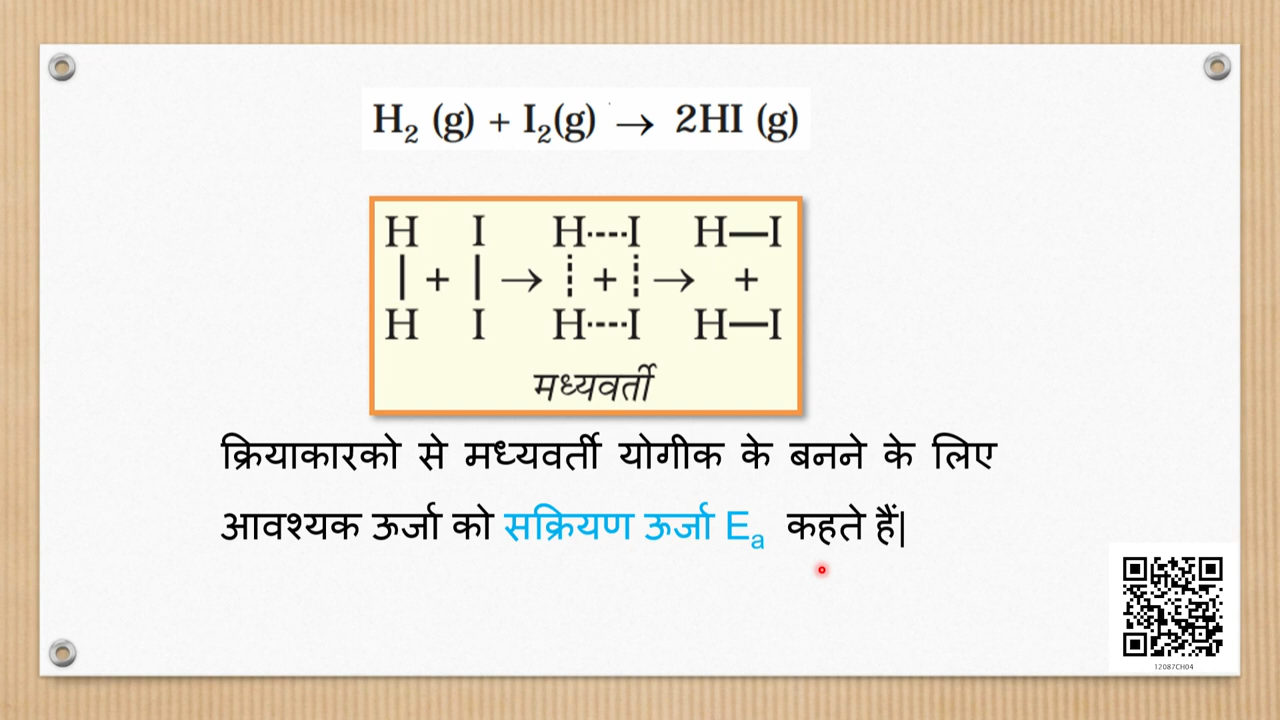 H₂ (g) + I₂(g) → 2HI (g)
H I H----I H—I
| + | → ┊ + ┊ → +
H I H----I H—I
मध्यवर्ती
क्रियाकारको से मध्यवर्ती योगीक के बनने के लिए
आवश्यक ऊर्जा को सक्रियण ऊर्जा Eₐ कहते हैं|
12087CH04